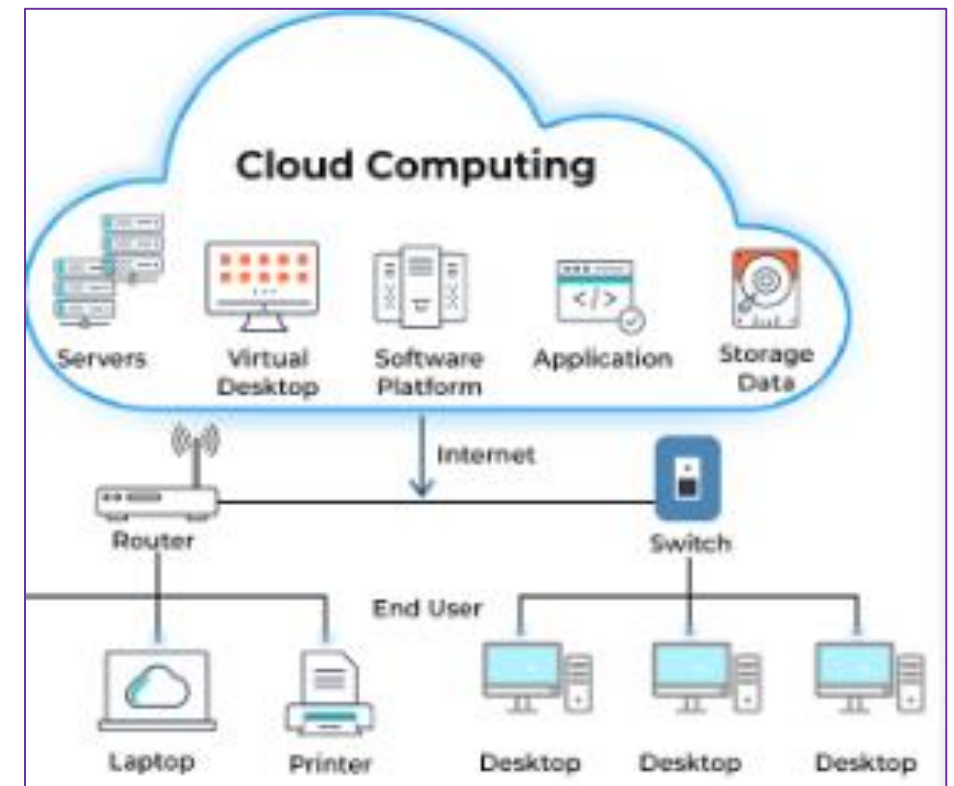 Cloud Computing
Servers
Virtual
Desktop
Software
Platform
Application
</>
Storage
Data
Internet
Router
Switch
End User
Laptop
Printer
Desktop
Desktop
Desktop